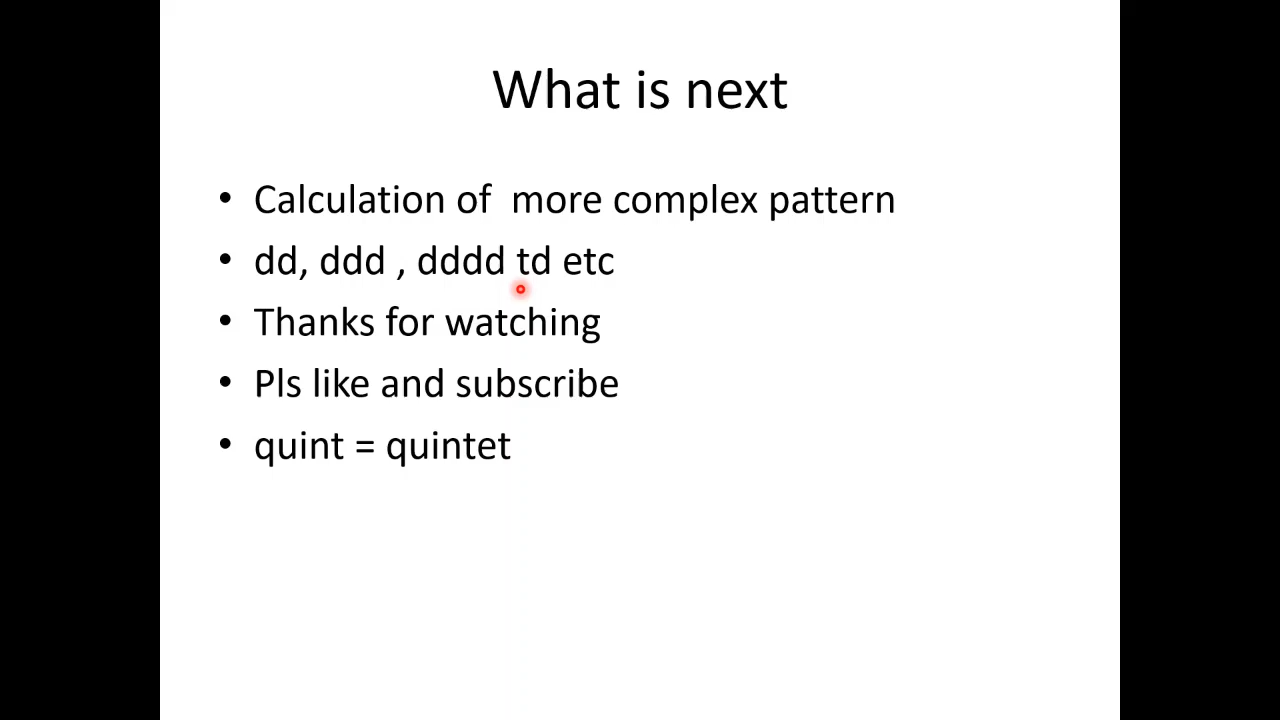 What is next
• Calculation of  more complex pattern
• dd, ddd , dddd td etc
• Thanks for watching
• Pls like and subscribe
• quint = quintet